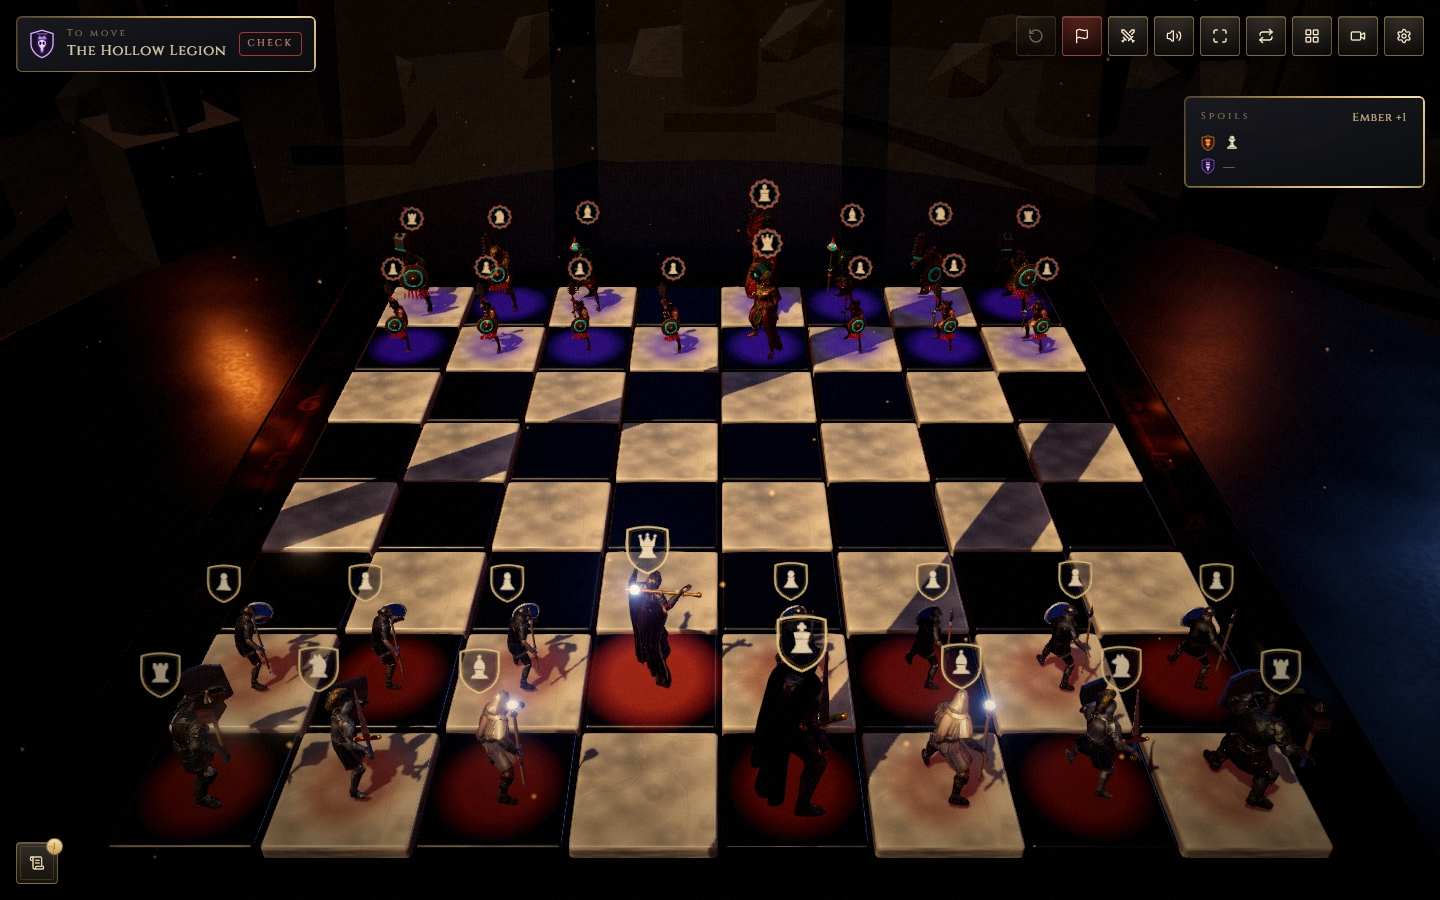 To move
The Hollow Legion
CHECK
Spoils
Ember +1
—